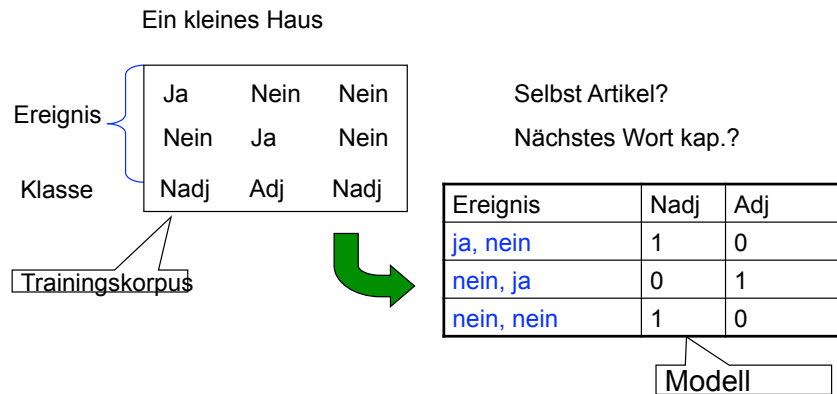 Ein kleines Haus
Ereignis
Ja Nein Nein
Nein Ja Nein
Klasse
Nadj Adj Nadj
Trainingskorpus
Selbst Artikel?
Nächstes Wort kap.?
Ereignis Nadj Adj
ja, nein 1 0
nein, ja 0 1
nein, nein 1 0
Modell